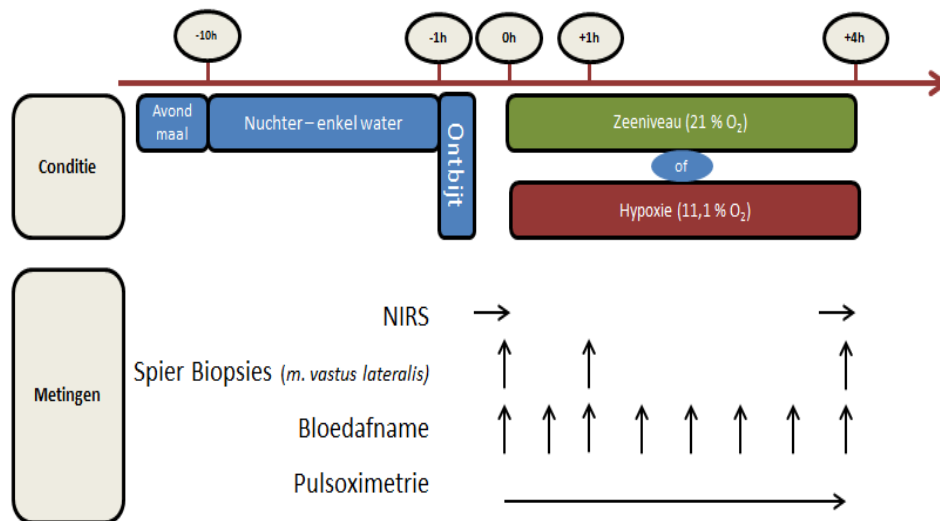 -10h
-1h
0h
+1h
+4h
Conditie
Avond
maal
Nuchter – enkel water
Ontbijt
Zeeniveau (21 % O₂)
of
Hypoxie (11,1 % O₂)
Metingen
NIRS
Spier Biopsies (m. vastus lateralis)
Bloedafname
Pulsoximetrie